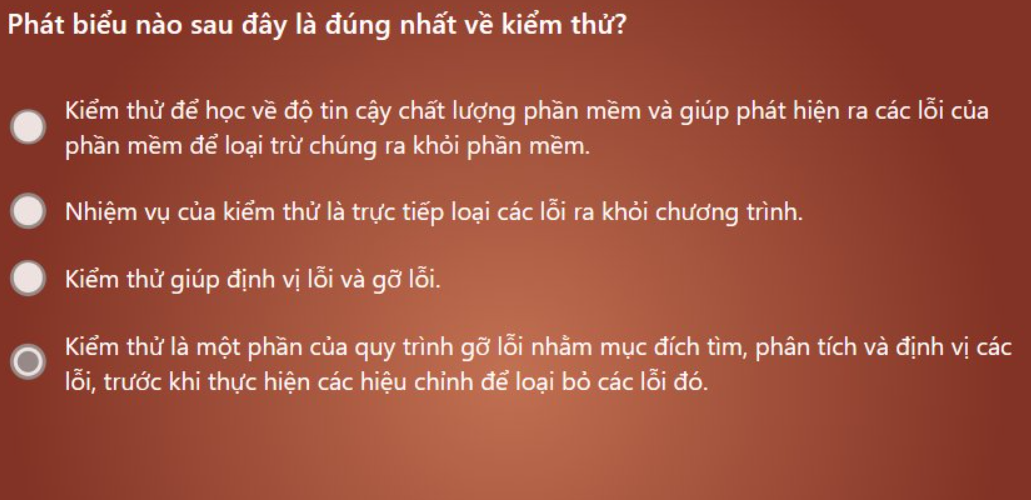 Phát biểu nào sau đây là đúng nhất về kiểm thử?
Kiểm thử để học về độ tin cậy chất lượng phần mềm và giúp phát hiện ra các lỗi của
phần mềm để loại trừ chúng ra khỏi phần mềm.
Nhiệm vụ của kiểm thử là trực tiếp loại các lỗi ra khỏi chương trình.
Kiểm thử giúp định vị lỗi và gỡ lỗi.
Kiểm thử là một phần của quy trình gỡ lỗi nhằm mục đích tìm, phân tích và định vị các
lỗi, trước khi thực hiện các hiệu chỉnh để loại bỏ các lỗi đó.